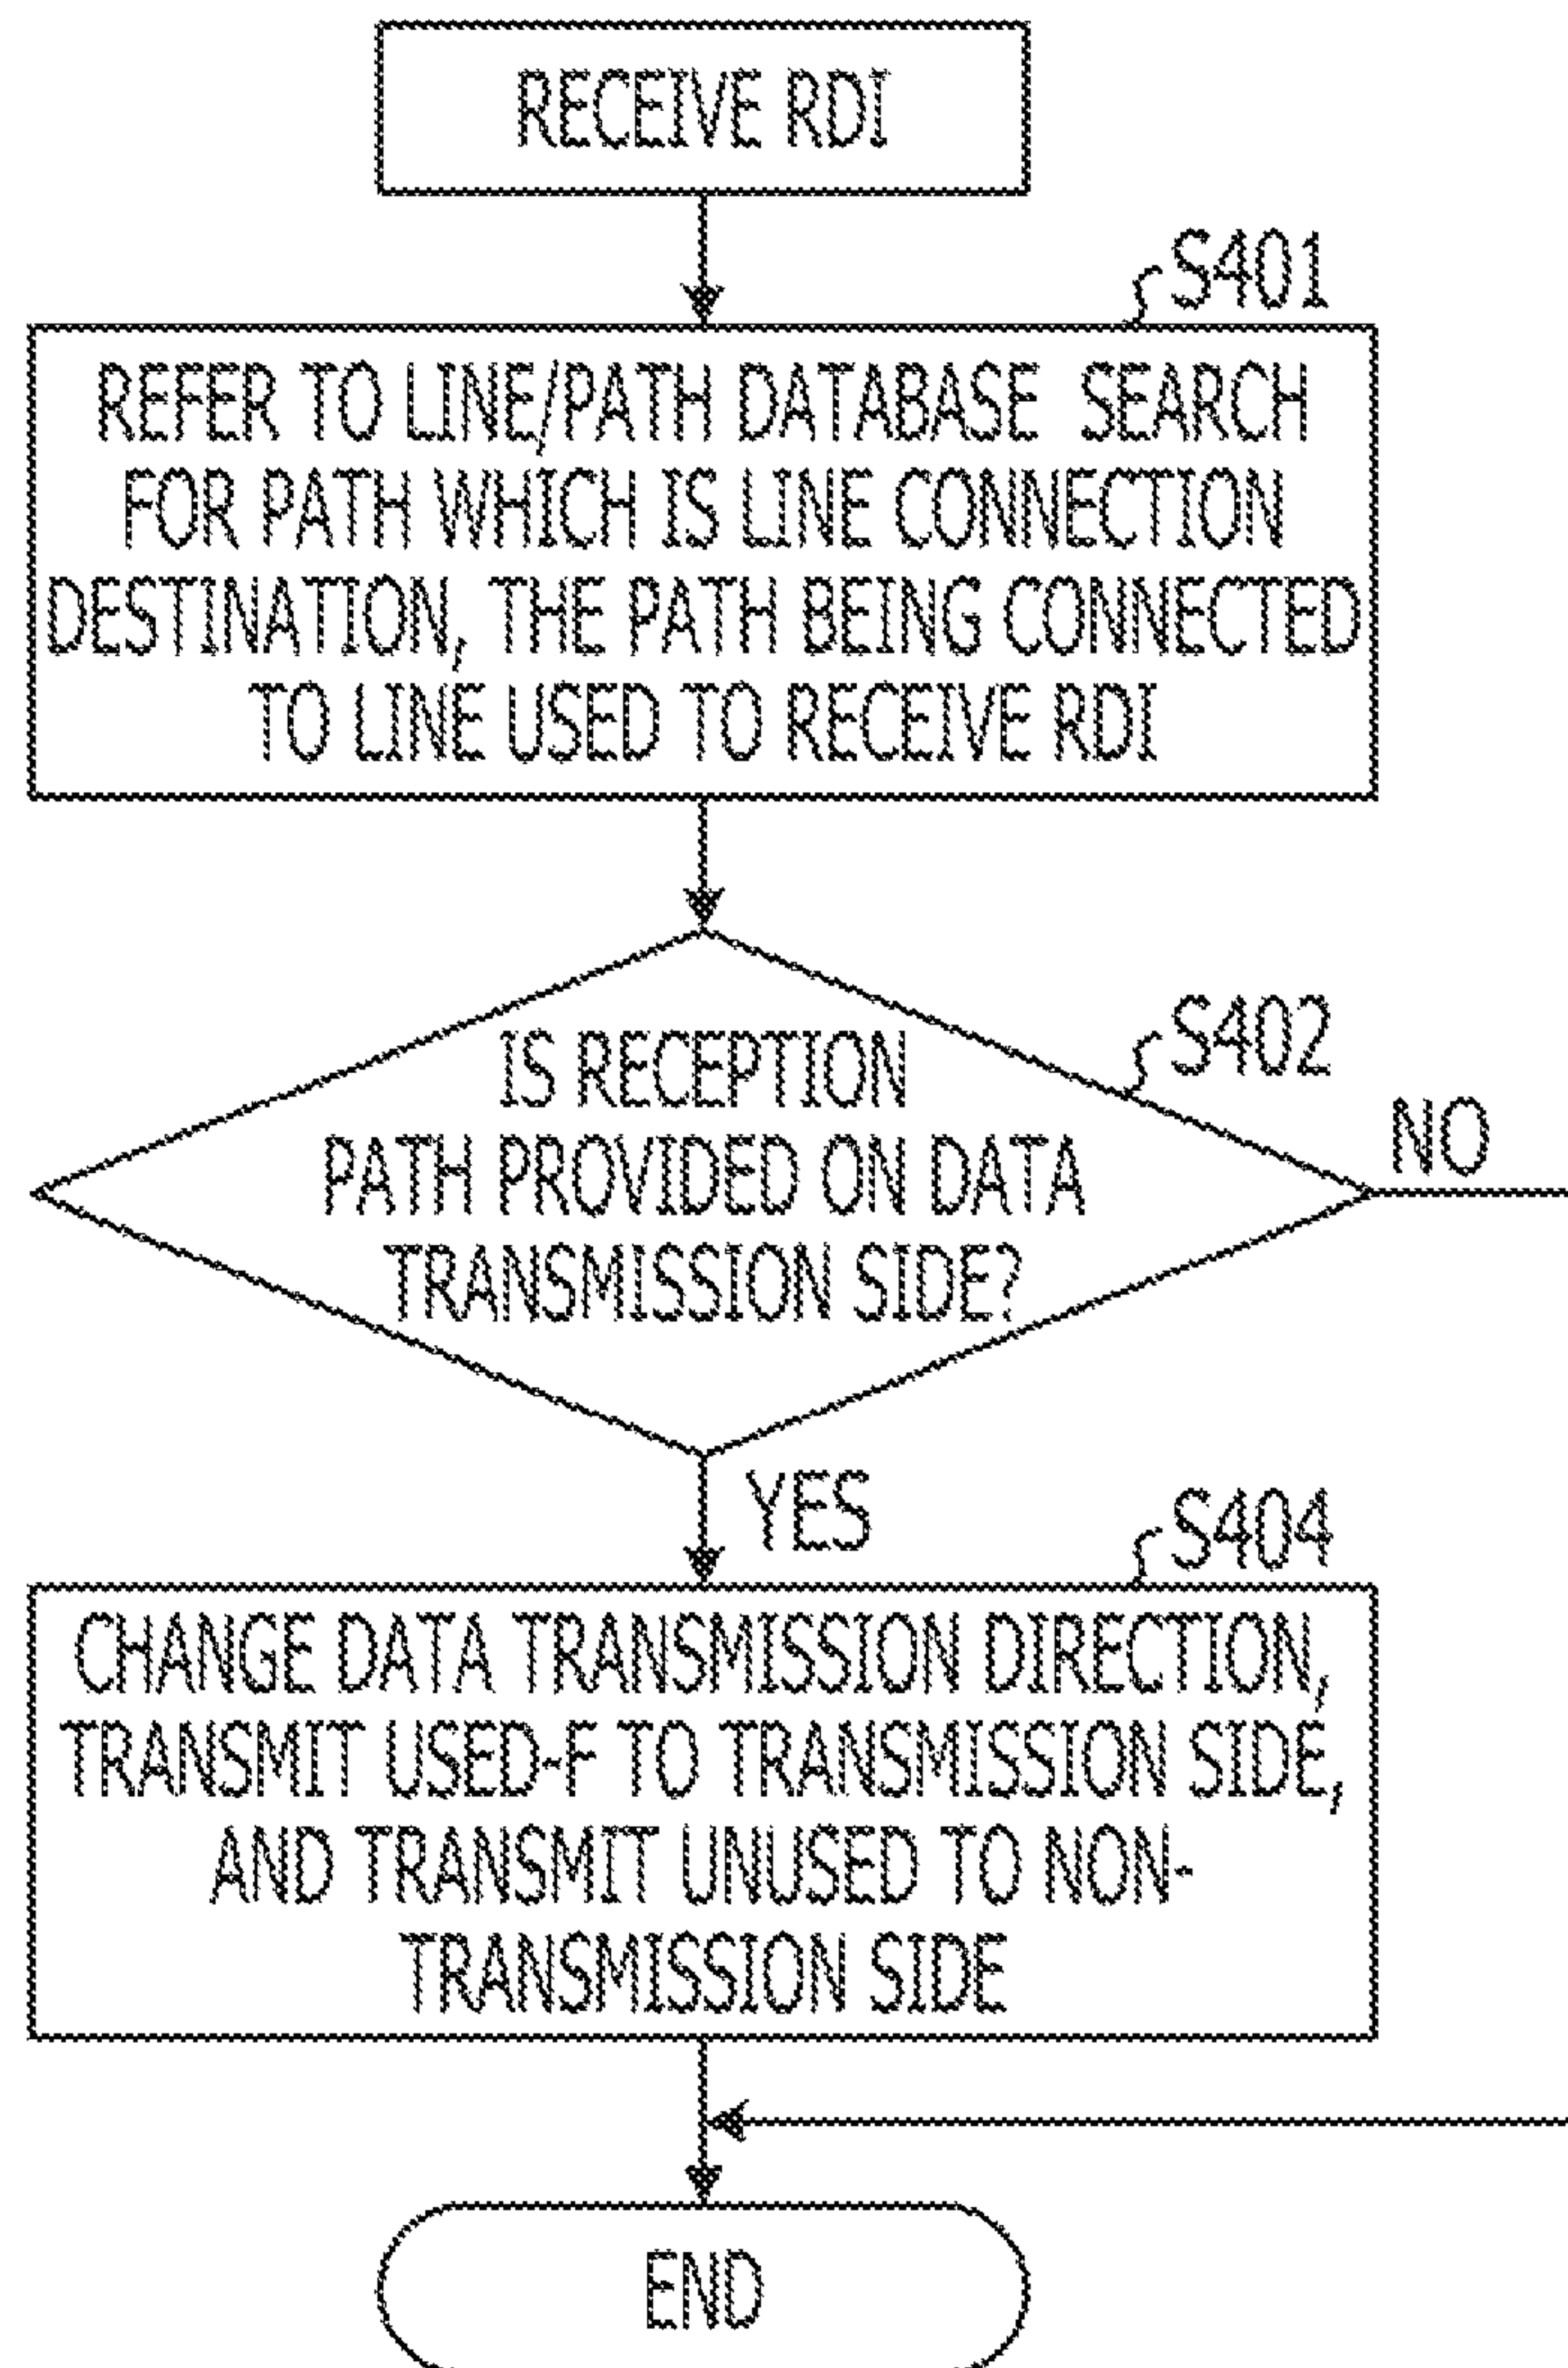 RECEIVE RDI
S401
REFER TO LINE/PATH DATABASE SEARCH
FOR PATH WHICH IS LINE CONNECTION
DESTINATION, THE PATH BEING CONNECTED
TO LINE USED TO RECEIVE RDI
S402
IS RECEPTION
PATH PROVIDED ON DATA
TRANSMISSION SIDE?
NO
YES
S404
CHANGE DATA TRANSMISSION DIRECTION,
TRANSMIT USED-F TO TRANSMISSION SIDE,
AND TRANSMIT UNUSED TO NON-
TRANSMISSION SIDE
END